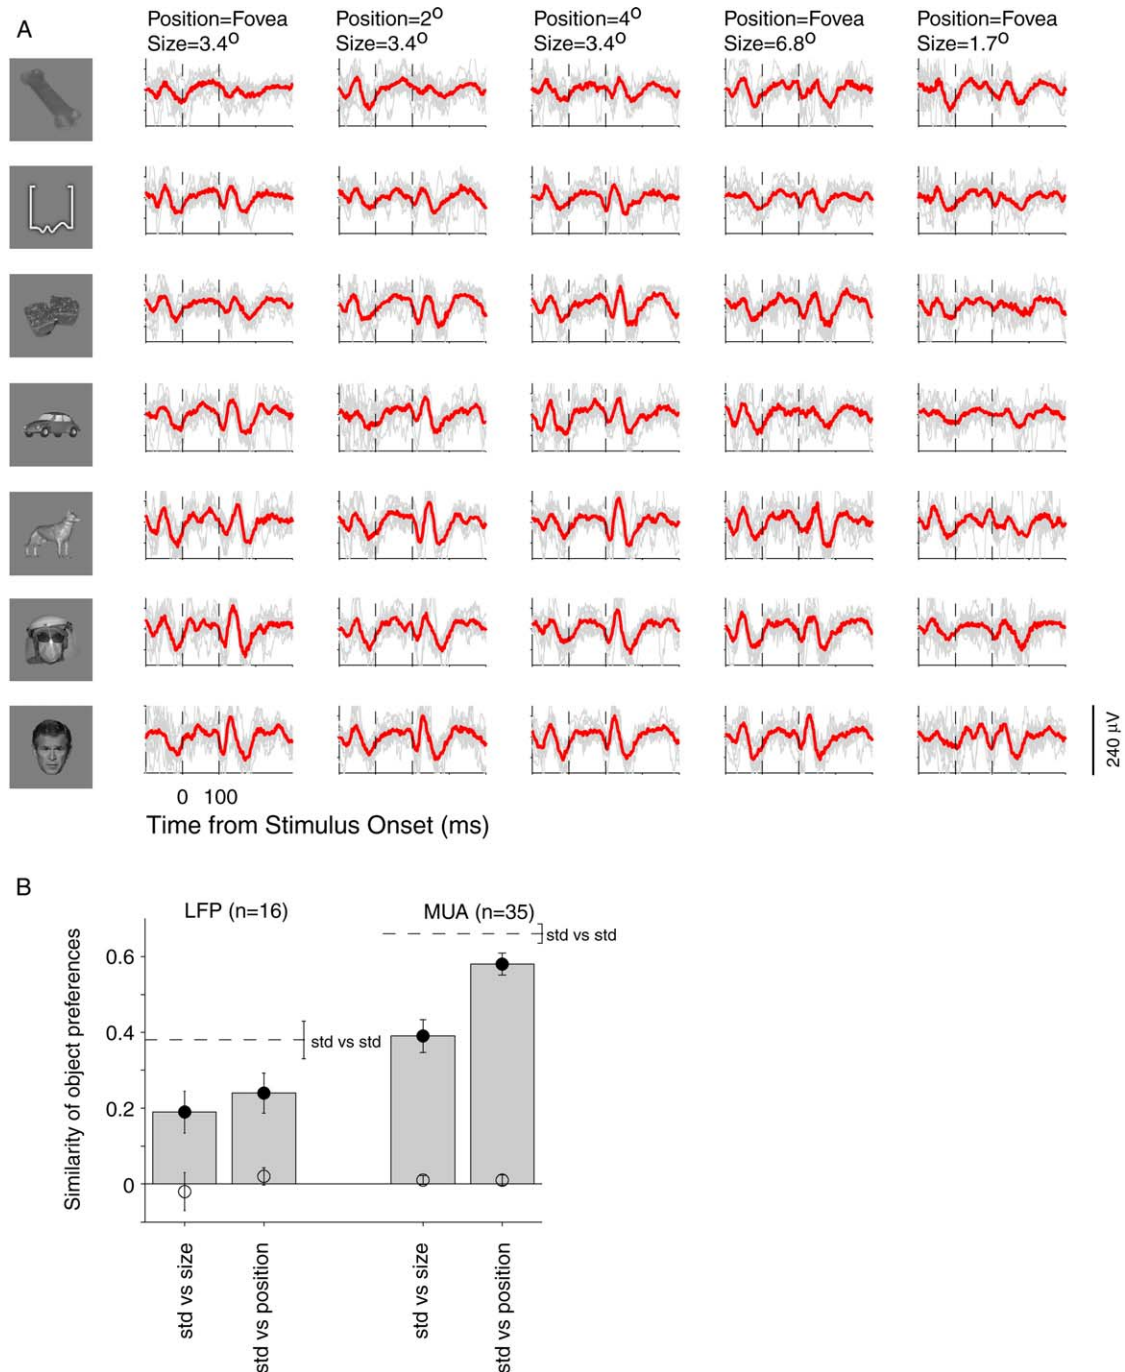 A
Position=Fovea
Size=3.4°
Position=2°
Size=3.4°
Position=4°
Size=3.4°
Position=Fovea
Size=6.8°
Position=Fovea
Size=1.7°
240 µV
0 100
Time from Stimulus Onset (ms)
B
LFP (n=16)
MUA (n=35)
std vs std
0.6
0.4
std vs std
0.2
0
Similarity of object preferences
std vs size
std vs position
std vs size
std vs position